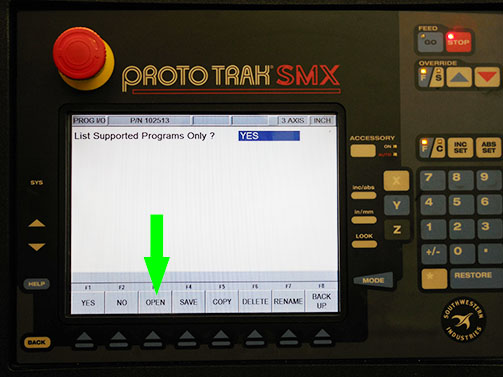 PROTOTRAK SMX
PROG I/O P/N 102513 3 AXIS INCH
List Supported Programs Only ? YES
F1 F2 F4 F5 F6 F7 F8
YES NO OPEN SAVE COPY DELETE RENAME BACK UP
SYS
HELP
BACK
FEED
GO STOP
OVERRIDE
F S
ACCESSORY
ON
AUTO
F C INC SET ABS SET
inc/abs
in/mm
LOOK
MODE
X 7 8 9
Y 4 5 6
Z 1 2 3
+/- 0 .
* RESTORE
SOUTHWESTERN INDUSTRIES